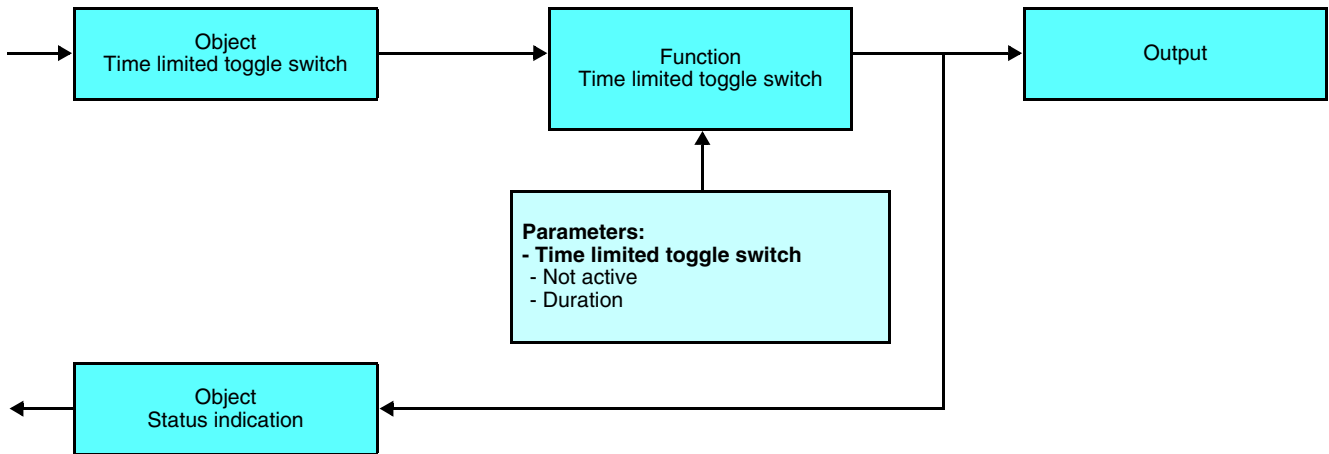 Object
Time limited toggle switch
Function
Time limited toggle switch
Output
Parameters:
- Time limited toggle switch
- Not active
- Duration
Object
Status indication